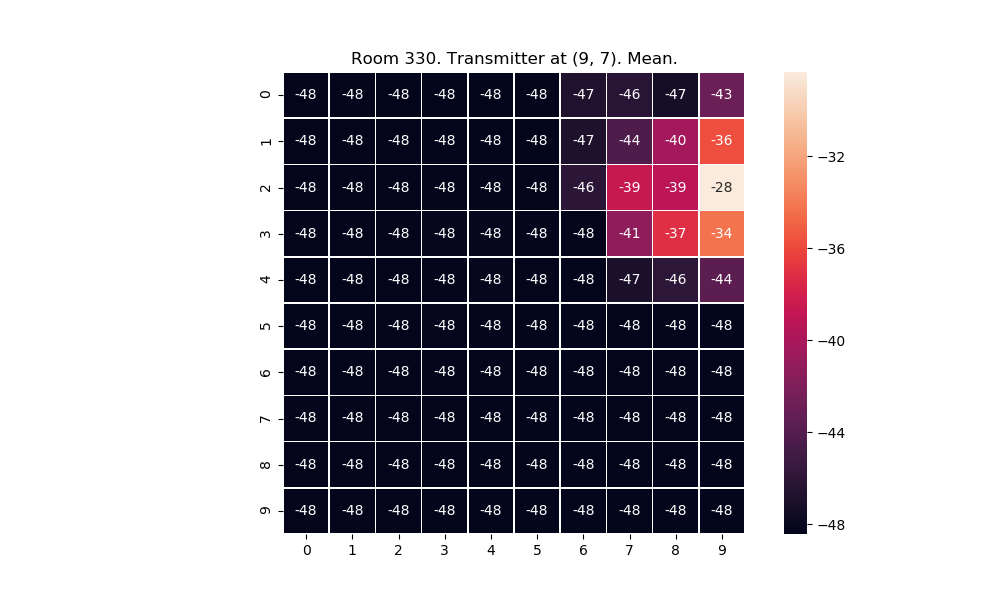 Room 330. Transmitter at (9, 7). Mean.
0 -48 -48 -48 -48 -48 -48 -47 -46 -47 -43
1 -48 -48 -48 -48 -48 -48 -47 -44 -40 -36
2 -48 -48 -48 -48 -48 -48 -46 -39 -39 -28
3 -48 -48 -48 -48 -48 -48 -48 -41 -37 -34
4 -48 -48 -48 -48 -48 -48 -48 -47 -46 -44
5 -48 -48 -48 -48 -48 -48 -48 -48 -48 -48
6 -48 -48 -48 -48 -48 -48 -48 -48 -48 -48
7 -48 -48 -48 -48 -48 -48 -48 -48 -48 -48
8 -48 -48 -48 -48 -48 -48 -48 -48 -48 -48
9 -48 -48 -48 -48 -48 -48 -48 -48 -48 -48
0 1 2 3 4 5 6 7 8 9
−32
−36
−40
−44
−48